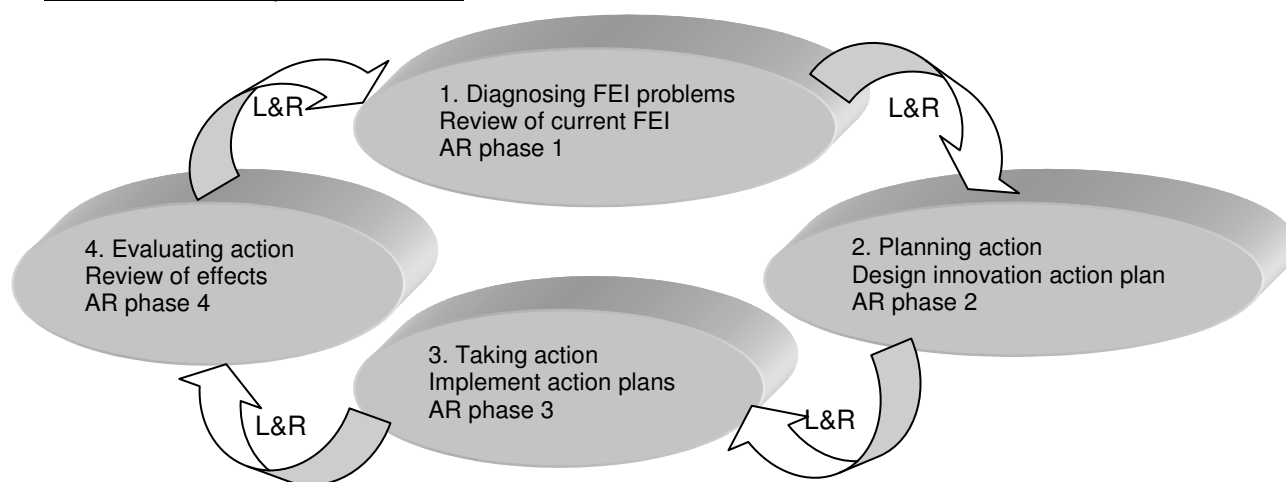 1. Diagnosing FEI problems
Review of current FEI
AR phase 1
L&R
2. Planning action
Design innovation action plan
AR phase 2
L&R
3. Taking action
Implement action plans
AR phase 3
L&R
4. Evaluating action
Review of effects
AR phase 4
L&R